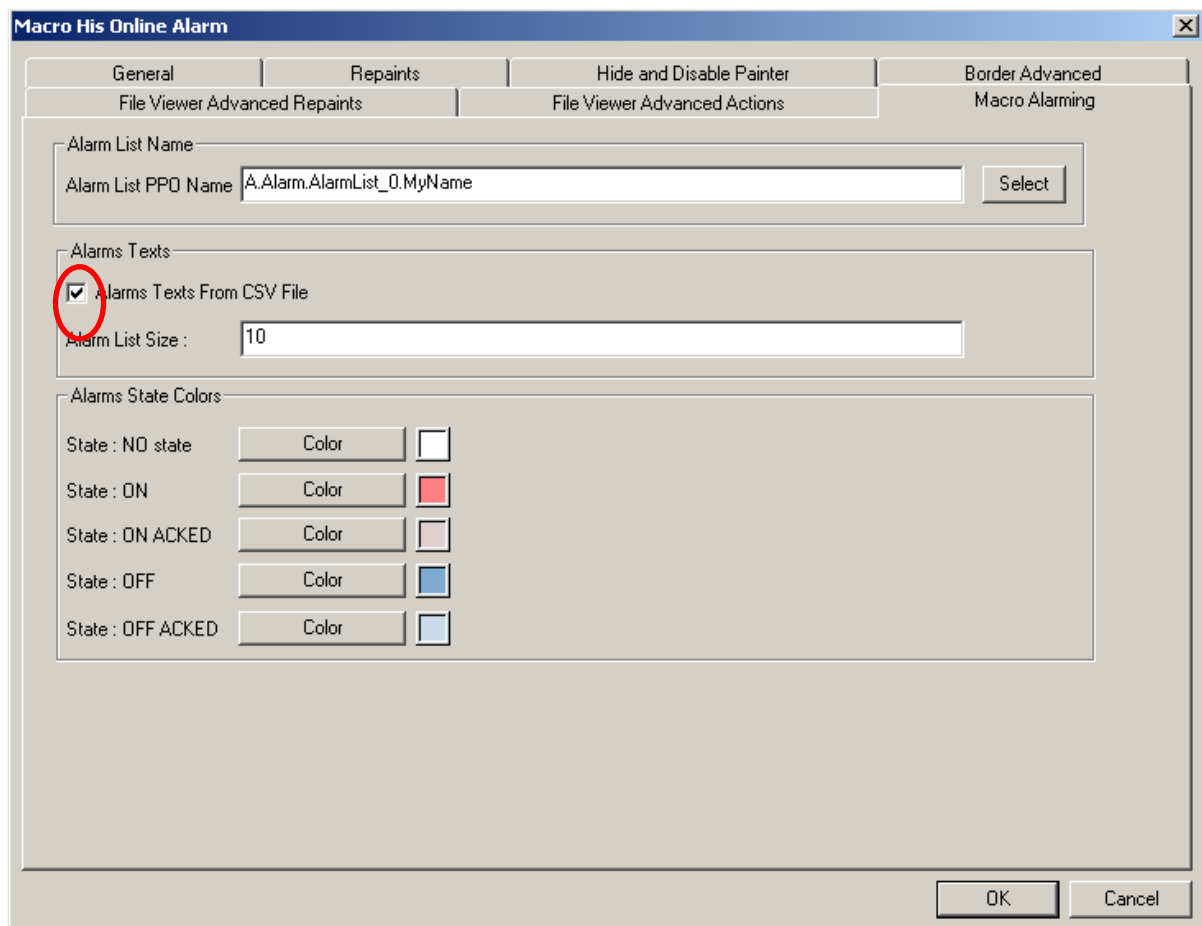 Macro His Online Alarm
General Repaints Hide and Disable Painter Border Advanced
File Viewer Advanced Repaints File Viewer Advanced Actions Macro Alarming
Alarm List Name
Alarm List PPO Name A.Alarm.AlarmList_0.MyName Select
Alarms Texts
Alarms Texts From CSV File
Alarm List Size : 10
Alarms State Colors
State : NO state Color
State : ON Color
State : ON ACKED Color
State : OFF Color
State : OFF ACKED Color
OK Cancel